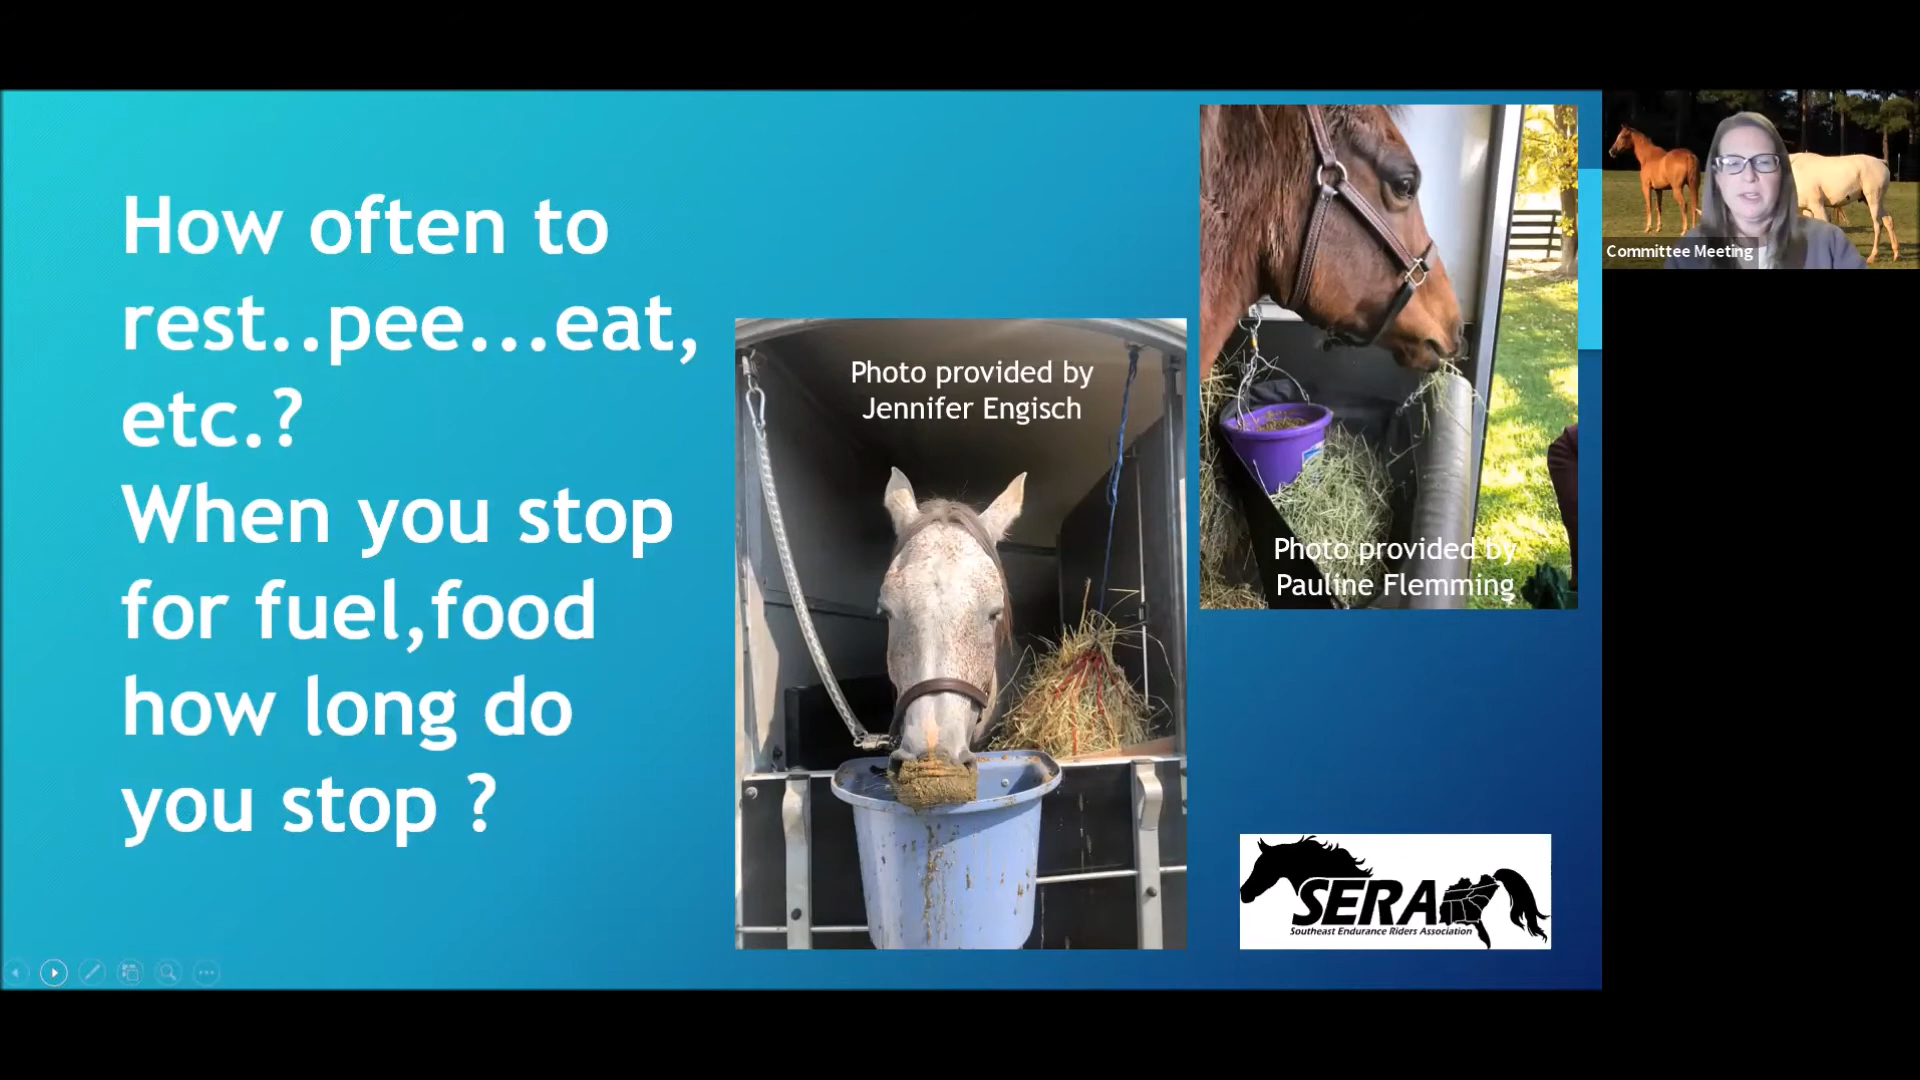 How often to
rest..pee...eat,
etc.?
When you stop
for fuel,food
how long do
you stop ?
Photo provided by
Jennifer Engisch
Photo provided by
Pauline Flemming
SERA
Southeast Endurance Riders Association
Committee Meeting